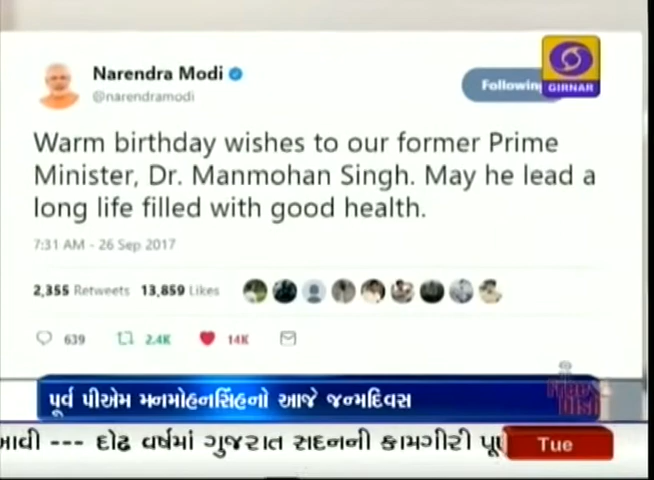 Narendra Modi
@narendramodi
Following
GIRNAR
Warm birthday wishes to our former Prime
Minister, Dr. Manmohan Singh. May he lead a
long life filled with good health.
7:31 AM - 26 Sep 2017
2,355 Retweets 13,859 Likes
639 2.4K 14K
પૂર્વ પીએમ મનમોહનસિંહનો આજે જન્મદિવસ
--- દોઢ વર્ષમાં ગુજરાત સદનની કામગીરી
Tue